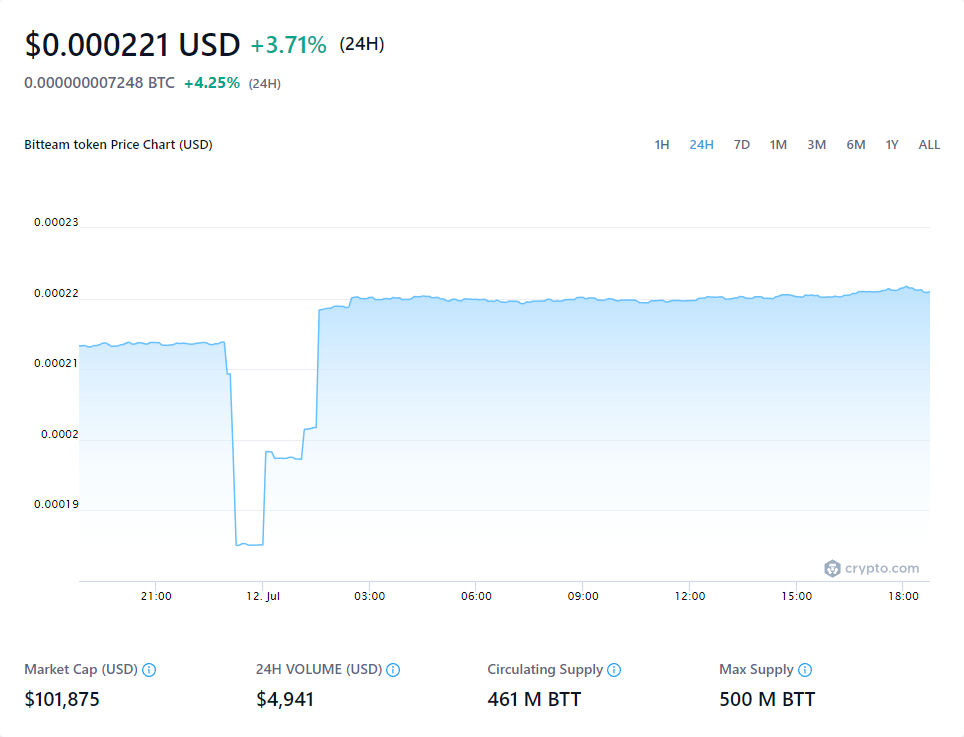 $0.000221 USD +3.71% (24H)
0.000000007248 BTC +4.25% (24H)
Bitteam token Price Chart (USD) 1H 24H 7D 1M 3M 6M 1Y ALL
0.00023
0.00022
0.00021
0.0002
0.00019
crypto.com
21:00 12. Jul 03:00 06:00 09:00 12:00 15:00 18:00
Market Cap (USD) 24H VOLUME (USD) Circulating Supply Max Supply
$101,875 $4,941 461 M BTT 500 M BTT